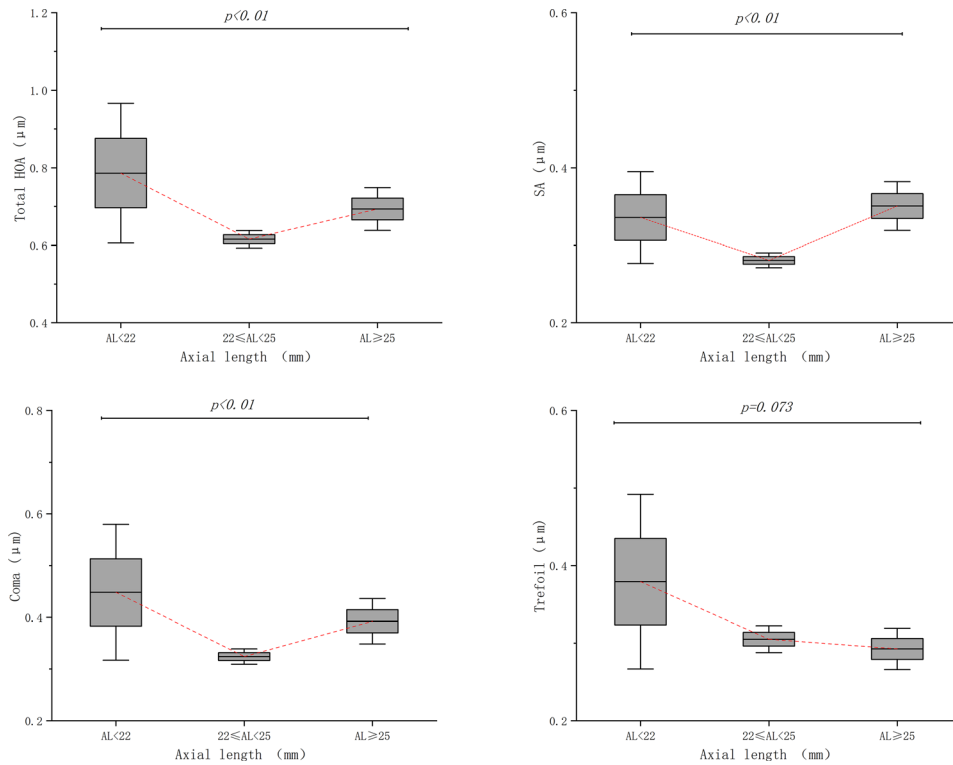 p<0.01
Total HOA (μm)
1.2
1.0
0.8
0.6
0.4
AL<22
22≤AL<25
AL≥25
Axial length (mm)
p<0.01
SA (μm)
0.6
0.4
0.2
AL<22
22≤AL<25
AL≥25
Axial length (mm)
p<0.01
Coma (μm)
0.8
0.6
0.4
0.2
AL<22
22≤AL<25
AL≥25
Axial length (mm)
p=0.073
Trefoil (μm)
0.6
0.4
0.2
AL<22
22≤AL<25
AL≥25
Axial length (mm)